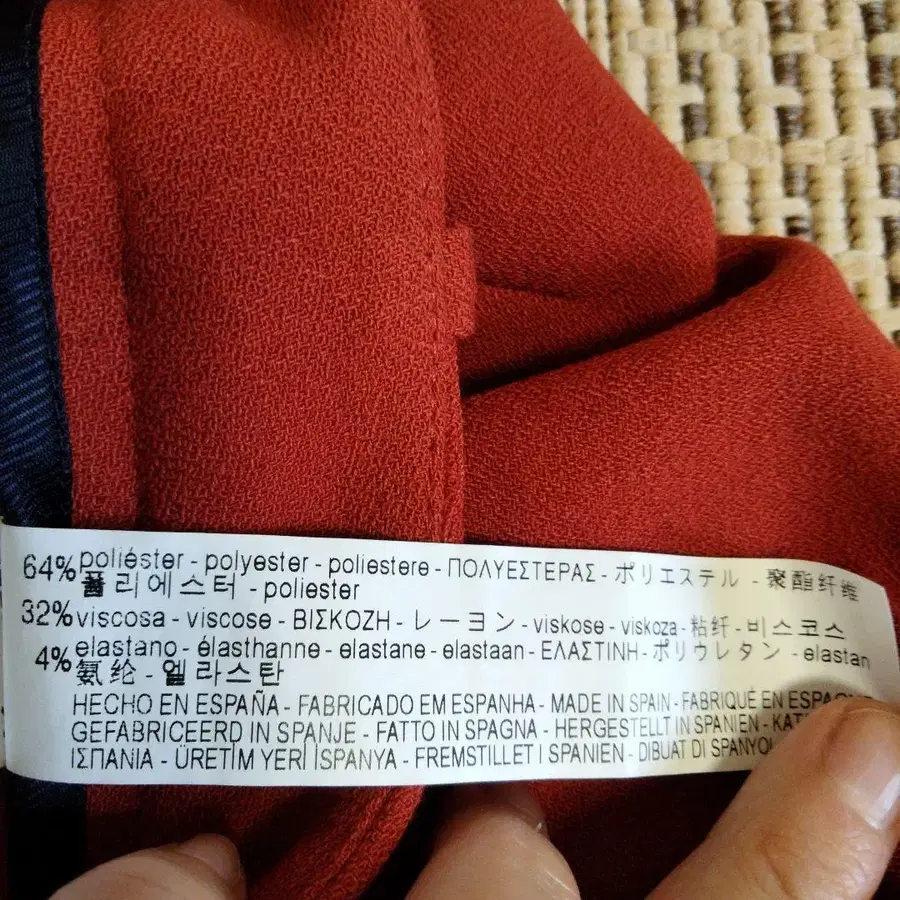 64% poliéster - polyester - poliestere - ΠΟΛΥΕΣΤΕΡΑΣ - ポリエステル - 聚酯纤维
폴리에스터 - poliester
32% viscosa - viscose - ΒΙΣΚΟΖΗ - レーヨン - viskose - viskoza - 粘纤 - 비스코스
4% elastano - élasthanne - elastane - elastaan - ΕΛΑΣΤΙΝΗ - ポリウレタン - elastan
氨纶 - 엘라스탄
HECHO EN ESPAÑA - FABRICADO EM ESPANHA - MADE IN SPAIN - FABRIQUÉ EN
GEFABRICEERD IN SPANJE - FATTO IN SPAGNA - HERGESTELLT IN SPANIEN -
ΙΣΠΑΝΙΑ - ÜRETİM YERİ İSPANYA - FREMSTILLET I SPANIEN - DIBUAT DI